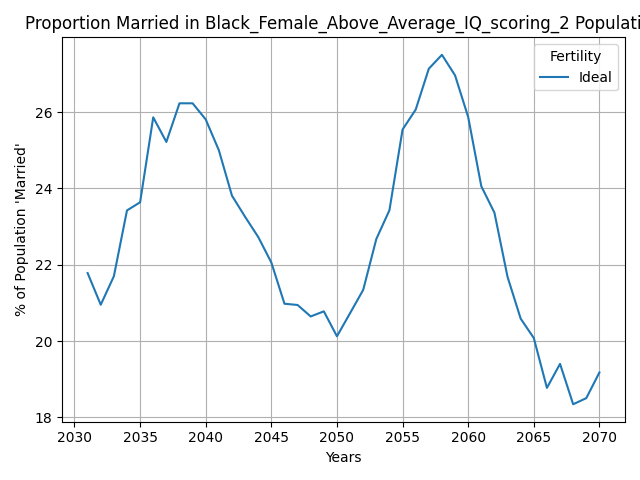 Proportion Married in Black_Female_Above_Average_IQ_scoring_2 Populati
% of Population 'Married'
26
24
22
20
18
Fertility
Ideal
2030 2035 2040 2045 2050 2055 2060 2065 2070
Years